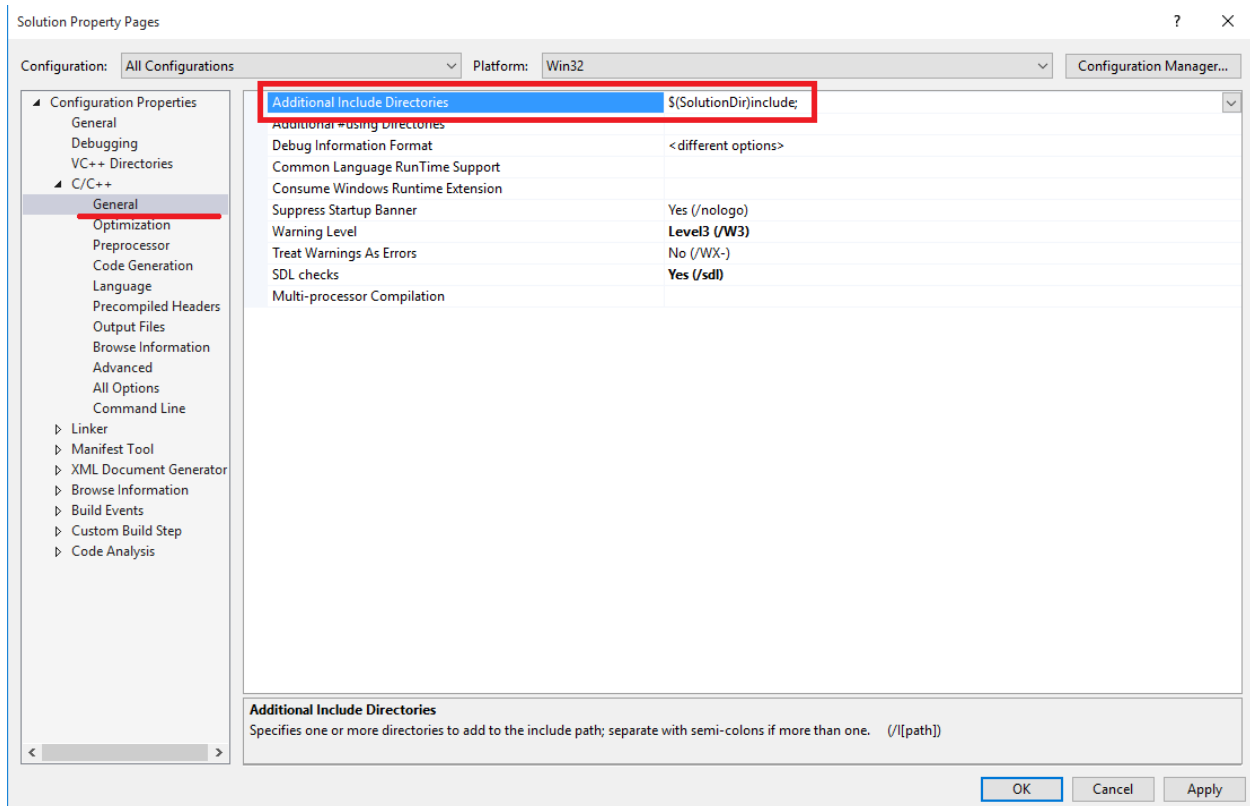 Solution Property Pages
? ×
Configuration: All Configurations Platform: Win32 Configuration Manager...
Configuration Properties
General
Debugging
VC++ Directories
C/C++
General
Optimization
Preprocessor
Code Generation
Language
Precompiled Headers
Output Files
Browse Information
Advanced
All Options
Command Line
Linker
Manifest Tool
XML Document Generator
Browse Information
Build Events
Custom Build Step
Code Analysis
Additional Include Directories $(SolutionDir)include;
Additional #using Directories
Debug Information Format <different options>
Common Language RunTime Support
Consume Windows Runtime Extension
Suppress Startup Banner Yes (/nologo)
Warning Level Level3 (/W3)
Treat Warnings As Errors No (/WX-)
SDL checks Yes (/sdl)
Multi-processor Compilation
Additional Include Directories
Specifies one or more directories to add to the include path; separate with semi-colons if more than one. (/I[path])
OK Cancel Apply